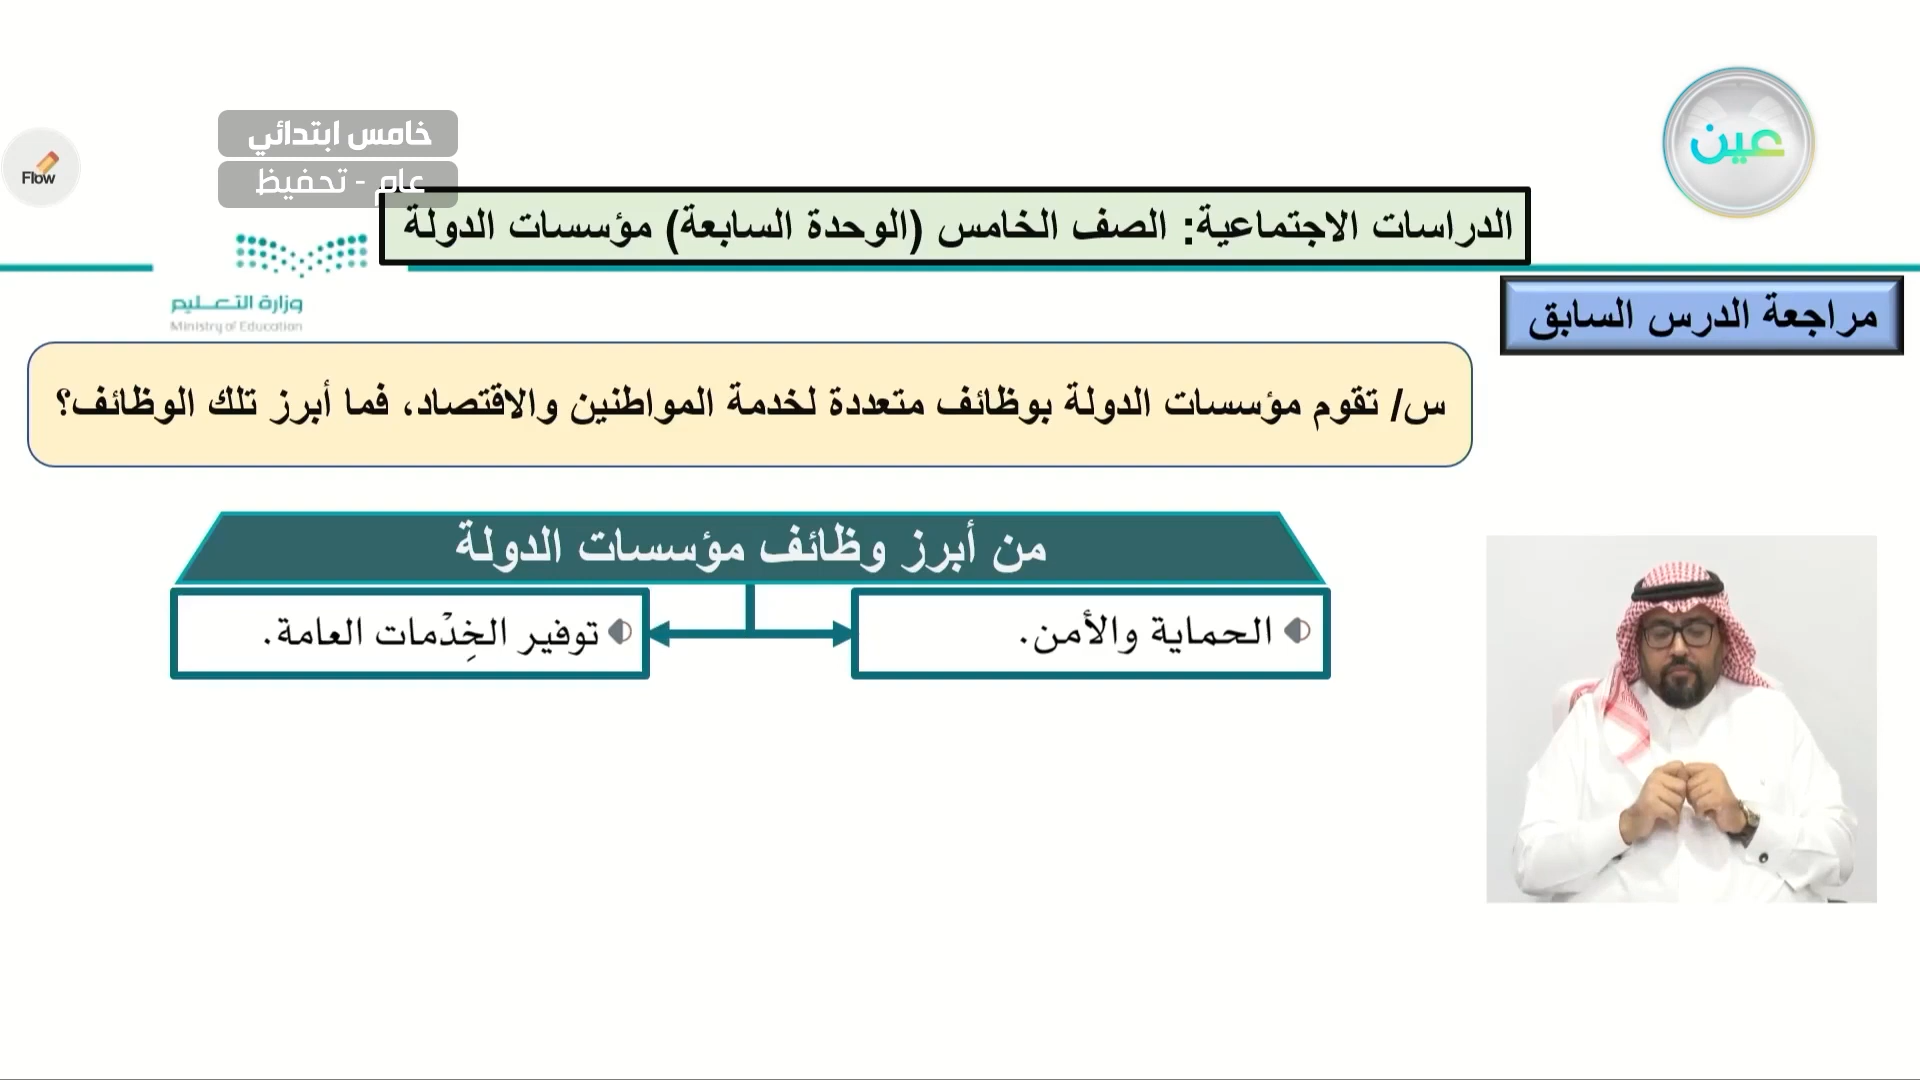 عين
خامس ابتدائي
عام - تحفيظ
Flow
الدراسات الاجتماعية: الصف الخامس (الوحدة السابعة) مؤسسات الدولة
وزارة التعـــليم
Ministry of Education
مراجعة الدرس السابق
س/ تقوم مؤسسات الدولة بوظائف متعددة لخدمة المواطنين والاقتصاد، فما أبرز تلك الوظائف؟
من أبرز وظائف مؤسسات الدولة
الحماية والأمن.
توفير الخِدْمات العامة.